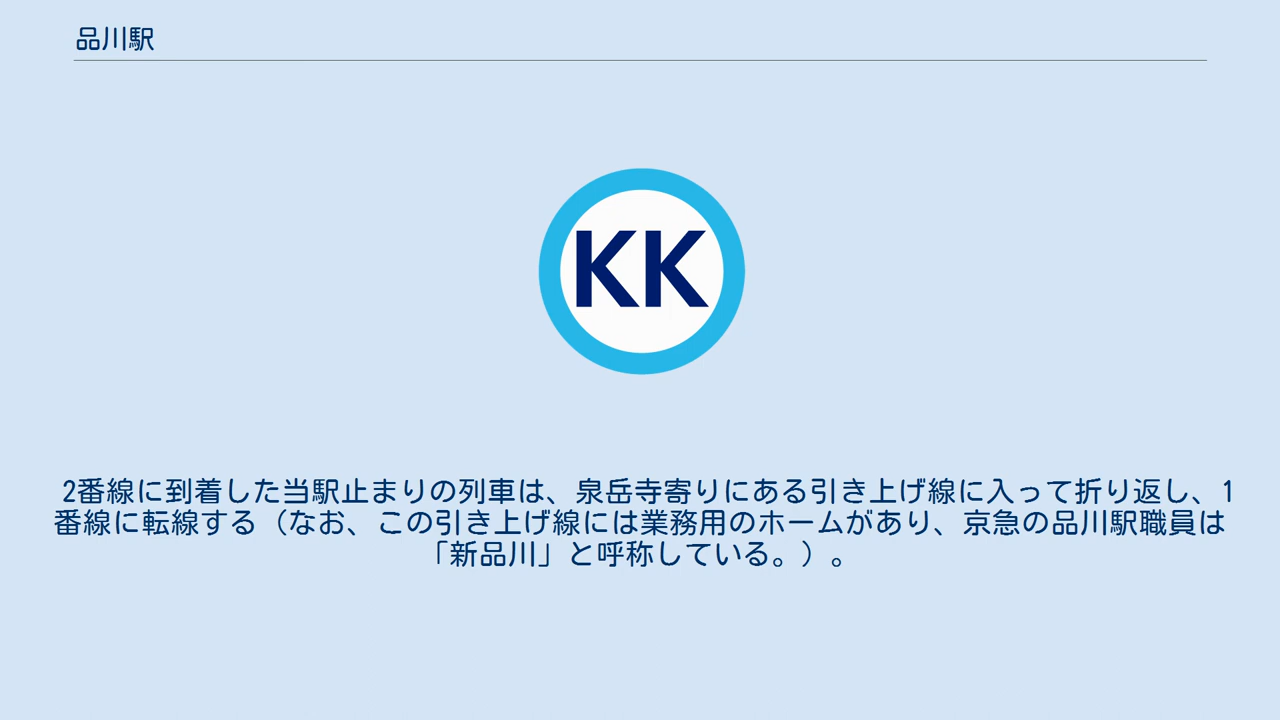 品川駅
KK
2番線に到着した当駅止まりの列車は、泉岳寺寄りにある引き上げ線に入って折り返し、1
番線に転線する（なお、この引き上げ線には業務用のホームがあり、京急の品川駅職員は
「新品川」と呼称している。）。